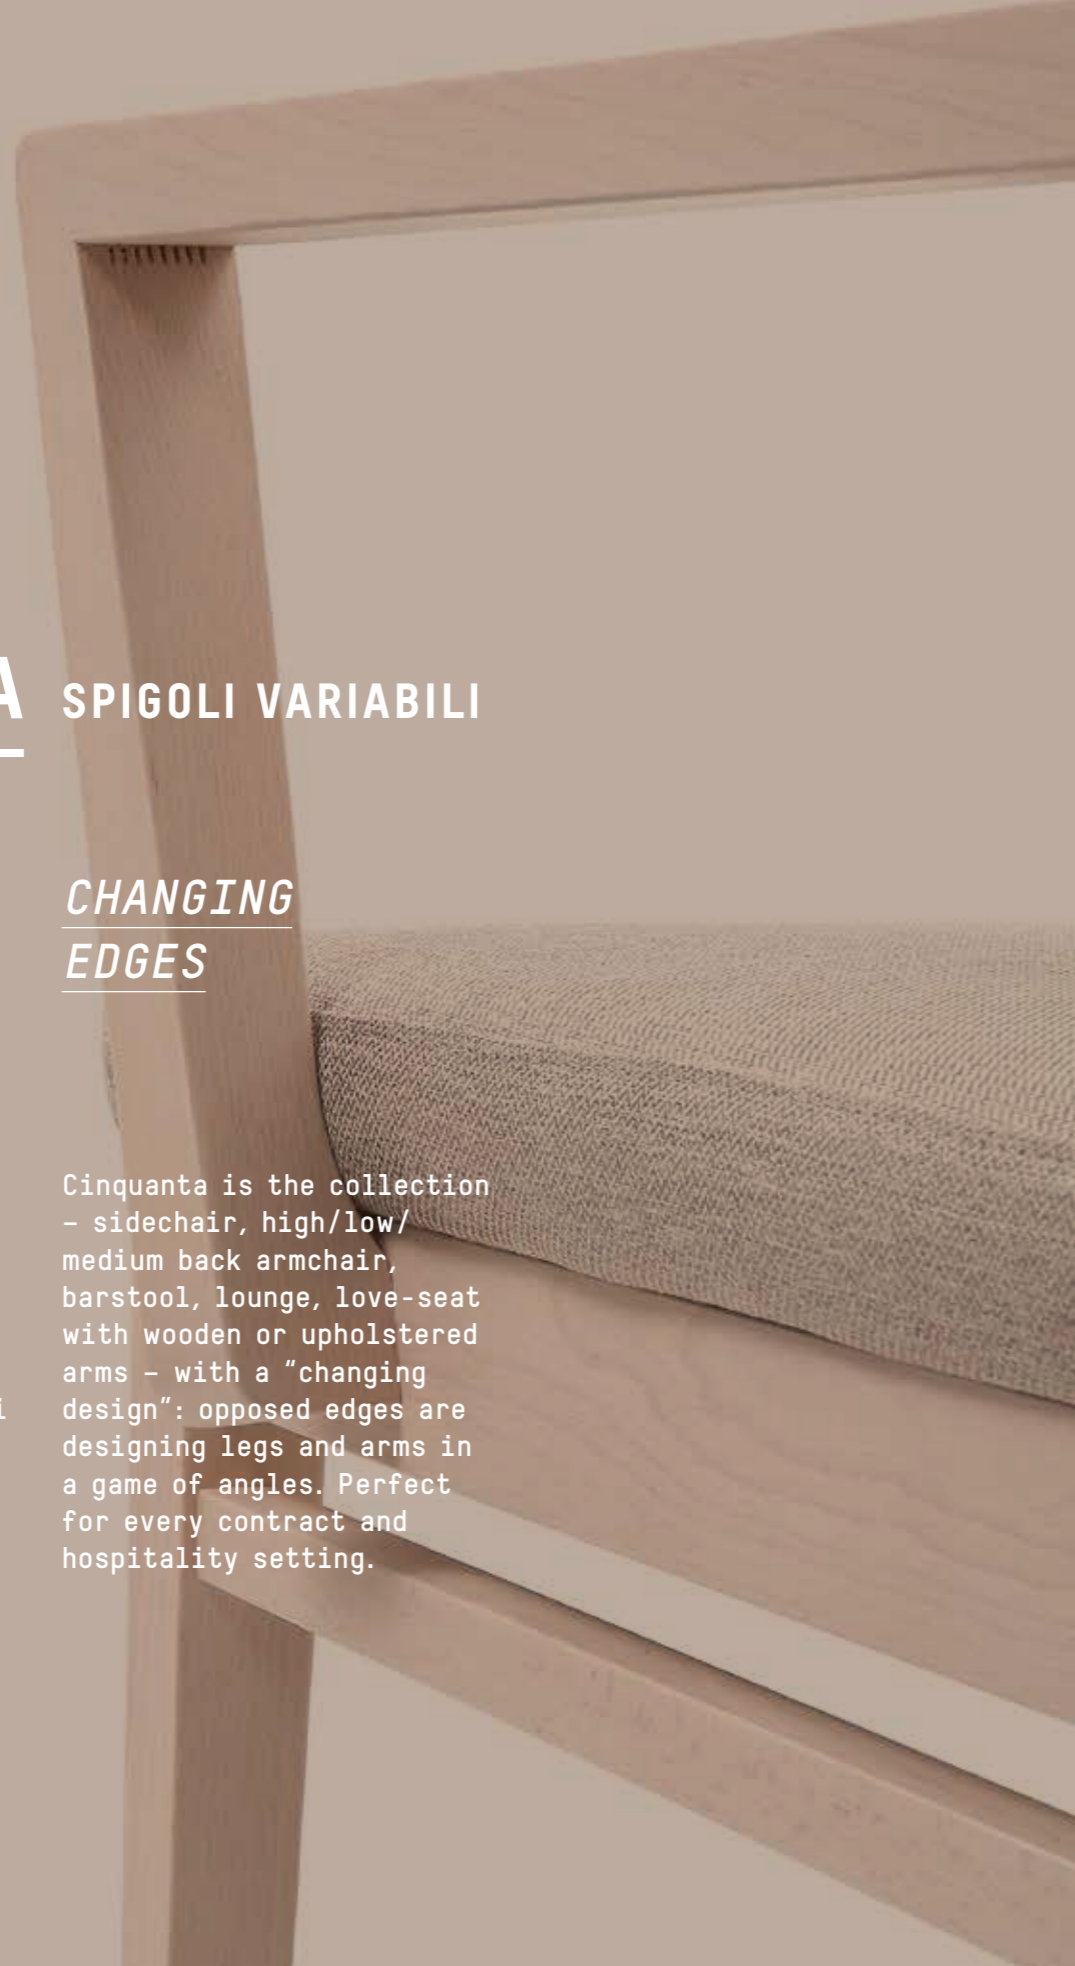 A SPIGOLI VARIABILI
CHANGING
EDGES
Cinquanta is the collection
– sidechair, high/low/
medium back armchair,
barstool, lounge, love-seat
with wooden or upholstered
arms – with a “changing
design”: opposed edges are
i
designing legs and arms in
a game of angles. Perfect
for every contract and
hospitality setting.